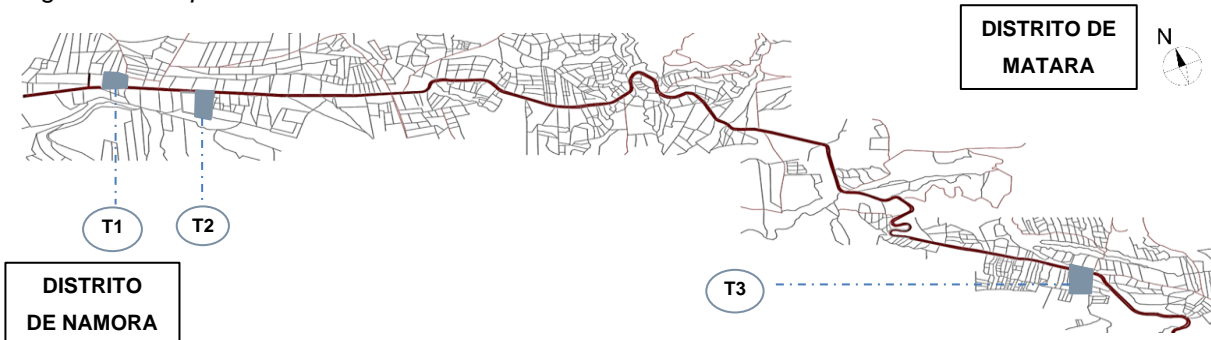 DISTRITO DE
MATARA
N
T1
T2
DISTRITO
DE NAMORA
T3